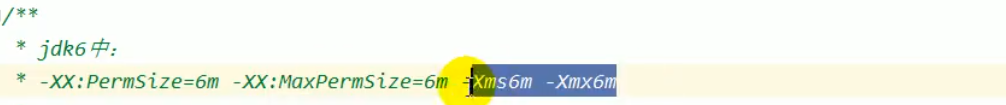 /**
* jdk6中：
* -XX:PermSize=6m -XX:MaxPermSize=6m -Xms6m -Xmx6m